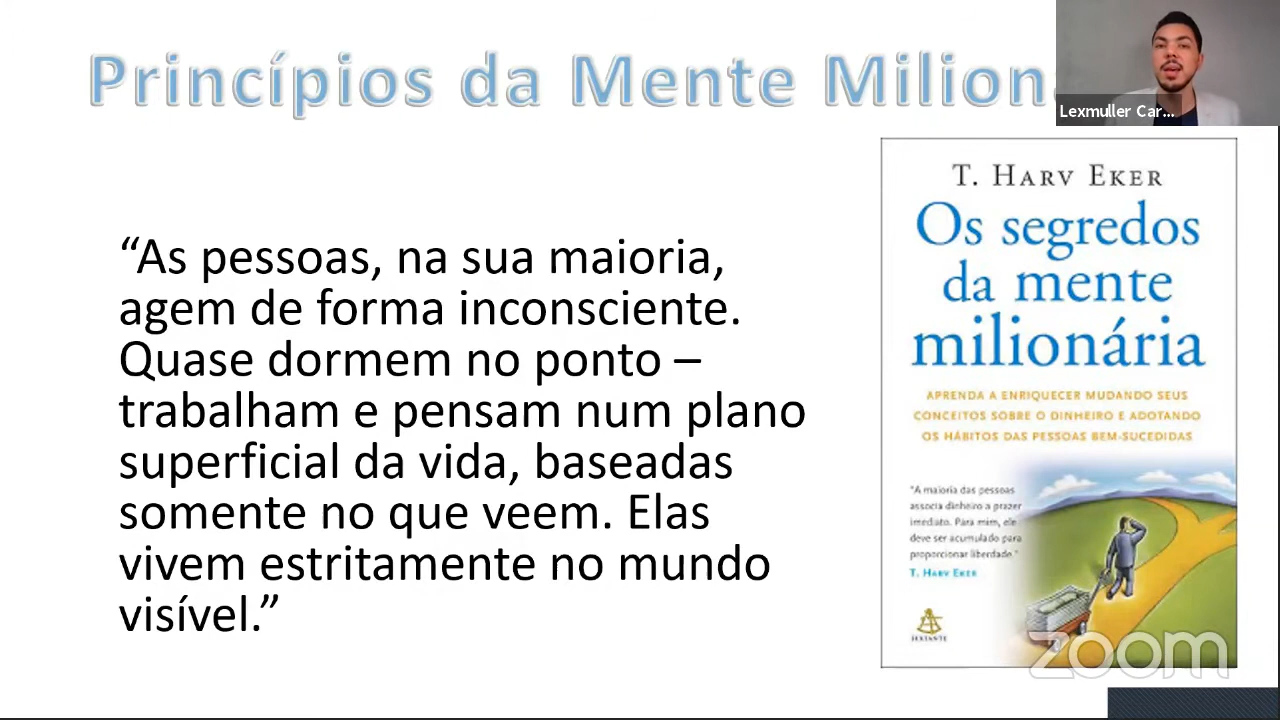 Princípios da Mente Milion
Lexmuller Car...
T. HARV EKER
Os segredos
da mente
milionária
APRENDA A ENRIQUECER MUDANDO SEUS
CONCEITOS SOBRE O DINHEIRO E ADOTANDO
OS HÁBITOS DAS PESSOAS BEM-SUCEDIDAS
"A maioria das pessoas
associa dinheiro a prazer
imediato. Para mim, ele
deve ser acumulado para
proporcionar liberdade."
T. HARV EKER
SEXTANTE
“As pessoas, na sua maioria,
agem de forma inconsciente.
Quase dormem no ponto –
trabalham e pensam num plano
superficial da vida, baseadas
somente no que veem. Elas
vivem estritamente no mundo
visível.”
zoom